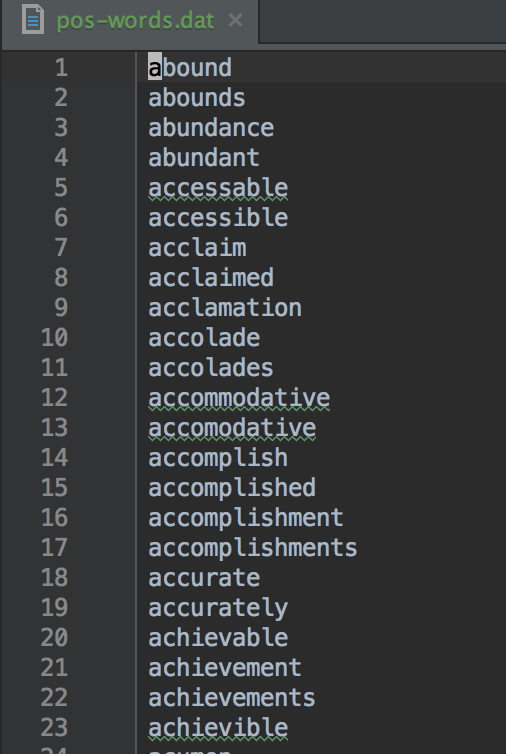 pos-words.dat ×
1 abound
2 abounds
3 abundance
4 abundant
5 accessable
6 accessible
7 acclaim
8 acclaimed
9 acclamation
10 accolade
11 accolades
12 accommodative
13 accomodative
14 accomplish
15 accomplished
16 accomplishment
17 accomplishments
18 accurate
19 accurately
20 achievable
21 achievement
22 achievements
23 achievible
24 acumen